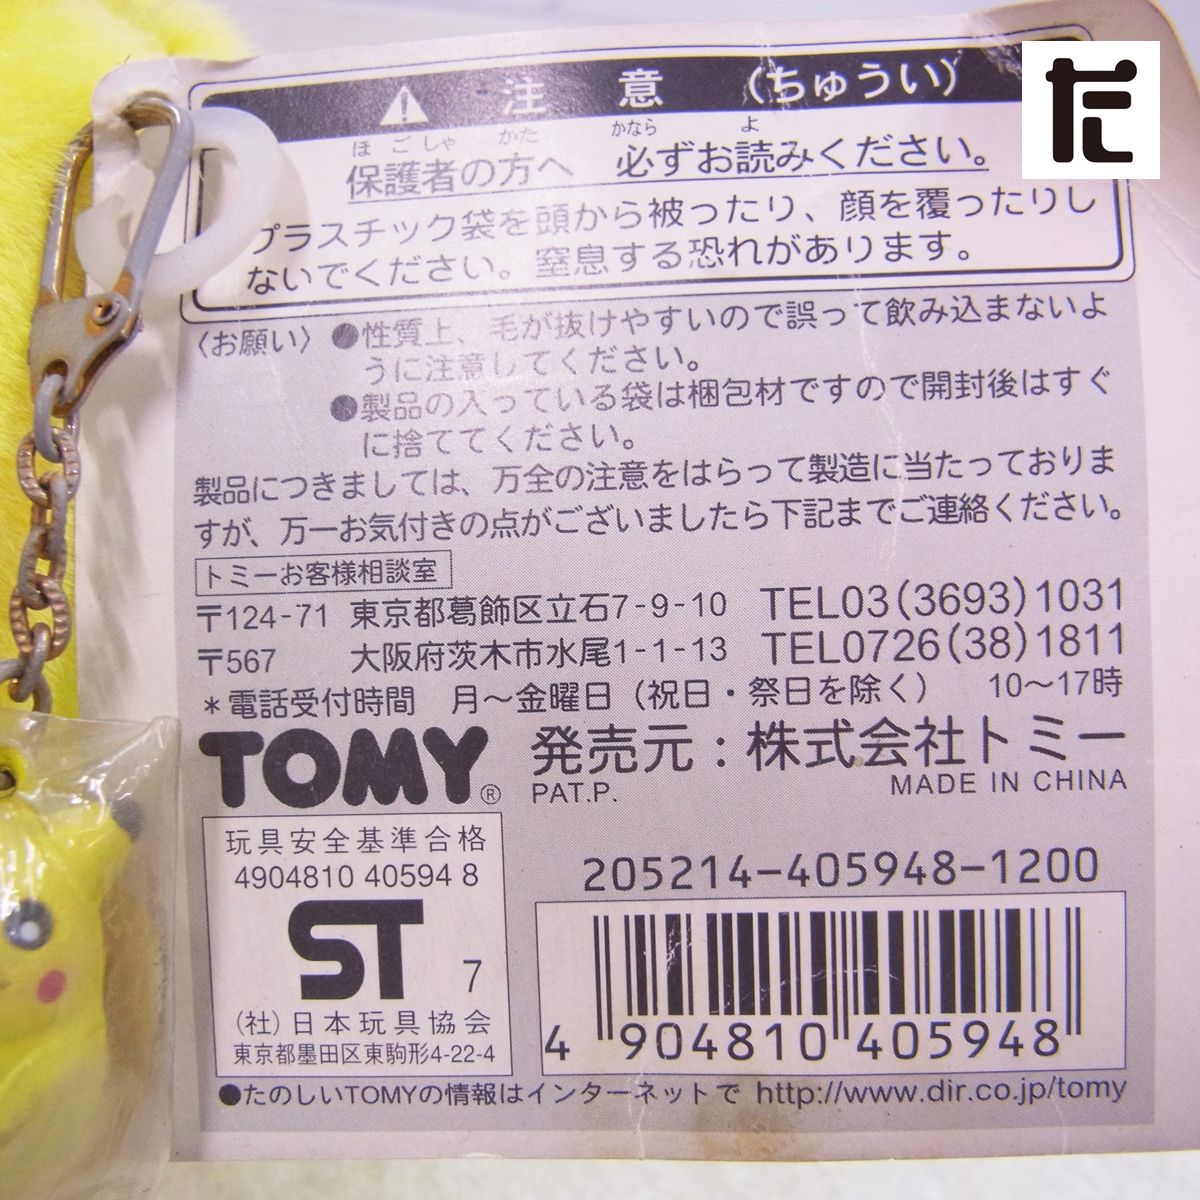 注意（ちゅうい）
ほごしゃ かた かなら よ
保護者の方へ 必ずお読みください。
プラスチック袋を頭から被ったり、顔を覆ったりし
ないでください。窒息する恐れがあります。
〈お願い〉●性質上、毛が抜けやすいので誤って飲み込まないよ
うに注意してください。
●製品の入っている袋は梱包材ですので開封後はすぐ
に捨ててください。
製品につきましては、万全の注意をはらって製造に当たっておりま
すが、万一お気付きの点がございましたら下記までご連絡ください。
トミーお客様相談室
〒124-71 東京都葛飾区立石7-9-10 TEL03(3693)1031
〒567 大阪府茨木市水尾1-1-13 TEL0726(38)1811
＊電話受付時間 月～金曜日（祝日・祭日を除く） 10～17時
TOMY® 発売元：株式会社トミー
PAT.P. MADE IN CHINA
玩具安全基準合格
4904810 40594 8
ST 7
(社)日本玩具協会
東京都墨田区東駒形4-22-4
205214-405948-1200
4 904810 405948
●たのしいTOMYの情報はインターネットで http://www.dir.co.jp/tomy